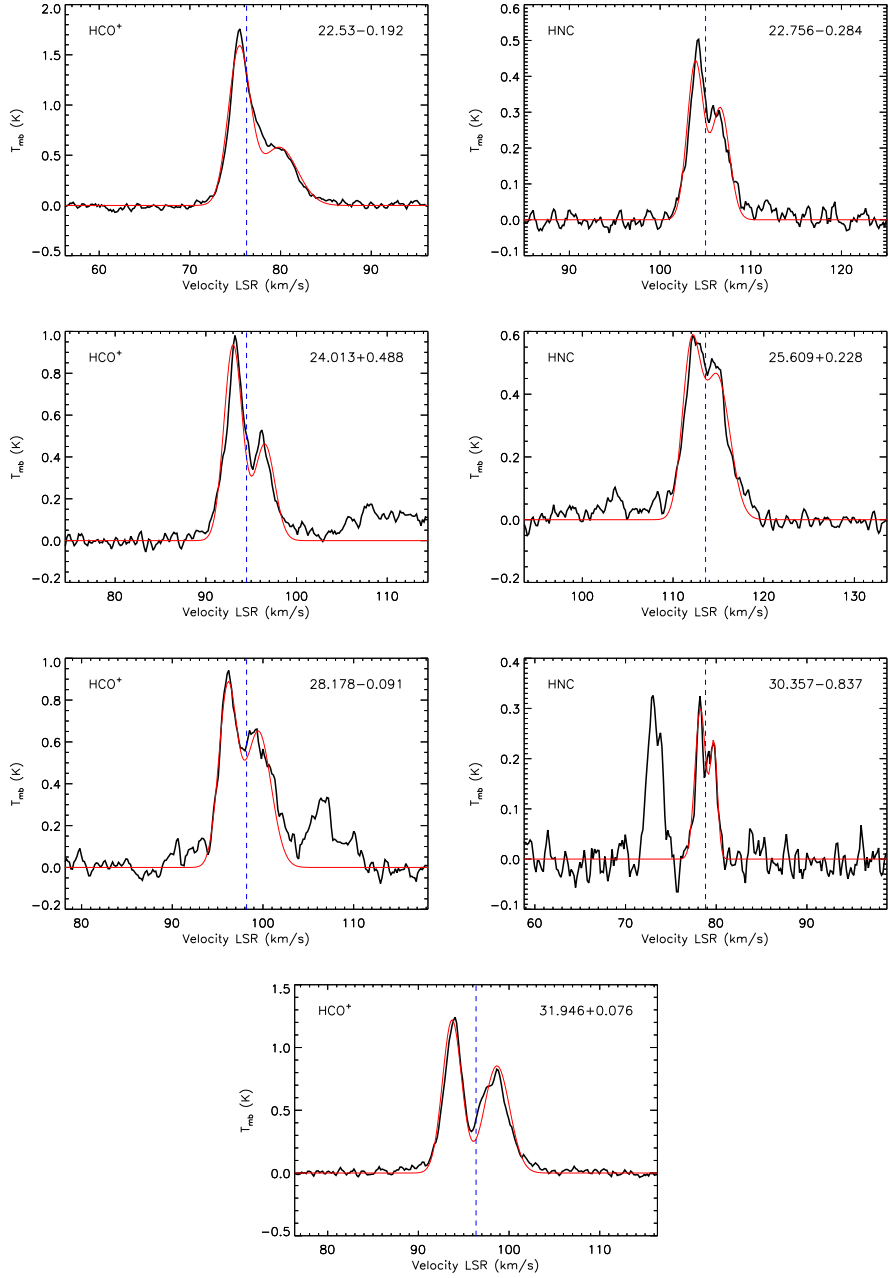 HCO+ 22.53−0.192
2.0
1.5
1.0
0.5
0.0
−0.5
Tmb (K)
60 70 80 90
Velocity LSR (km/s)
HNC 22.756−0.284
0.6
0.5
0.4
0.3
0.2
0.1
0.0
−0.1
Tmb (K)
90 100 110 120
Velocity LSR (km/s)
HCO+ 24.013+0.488
1.0
0.8
0.6
0.4
0.2
0.0
−0.2
Tmb (K)
80 90 100 110
Velocity LSR (km/s)
HNC 25.609+0.228
0.6
0.4
0.2
0.0
−0.2
Tmb (K)
100 110 120 130
Velocity LSR (km/s)
HCO+ 28.178−0.091
1.0
0.8
0.6
0.4
0.2
0.0
−0.2
Tmb (K)
80 90 100 110
Velocity LSR (km/s)
HNC 30.357−0.837
0.4
0.3
0.2
0.1
0.0
−0.1
Tmb (K)
60 70 80 90
Velocity LSR (km/s)
HCO+ 31.946+0.076
1.5
1.0
0.5
0.0
−0.5
Tmb (K)
80 90 100 110
Velocity LSR (km/s)